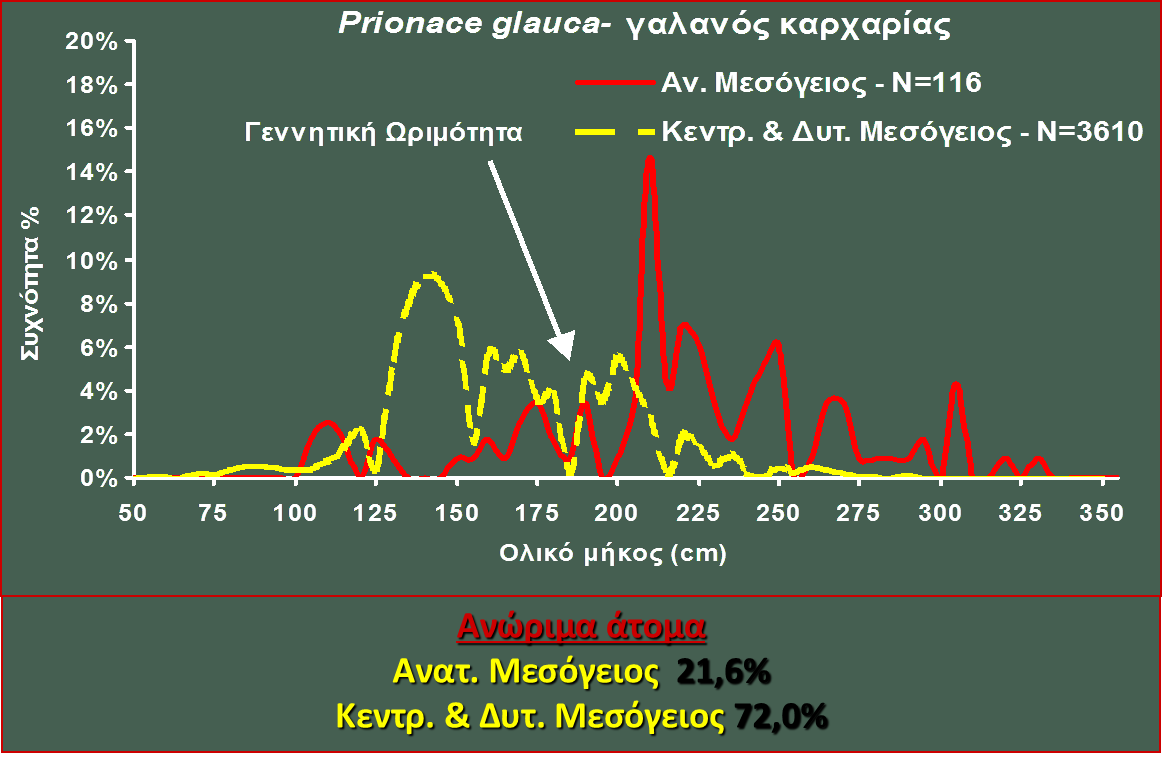 Prionace glauca- γαλανός καρχαρίας
20%
18%
16%
14%
12%
10%
8%
6%
4%
2%
0%
Συχνότητα %
Αν. Μεσόγειος - N=116
Κεντρ. & Δυτ. Μεσόγειος - N=3610
Γεννητική Ωριμότητα
50 75 100 125 150 175 200 225 250 275 300 325 350
Ολικό μήκος (cm)
Ανώριμα άτομα
Ανατ. Μεσόγειος 21,6%
Κεντρ. & Δυτ. Μεσόγειος 72,0%